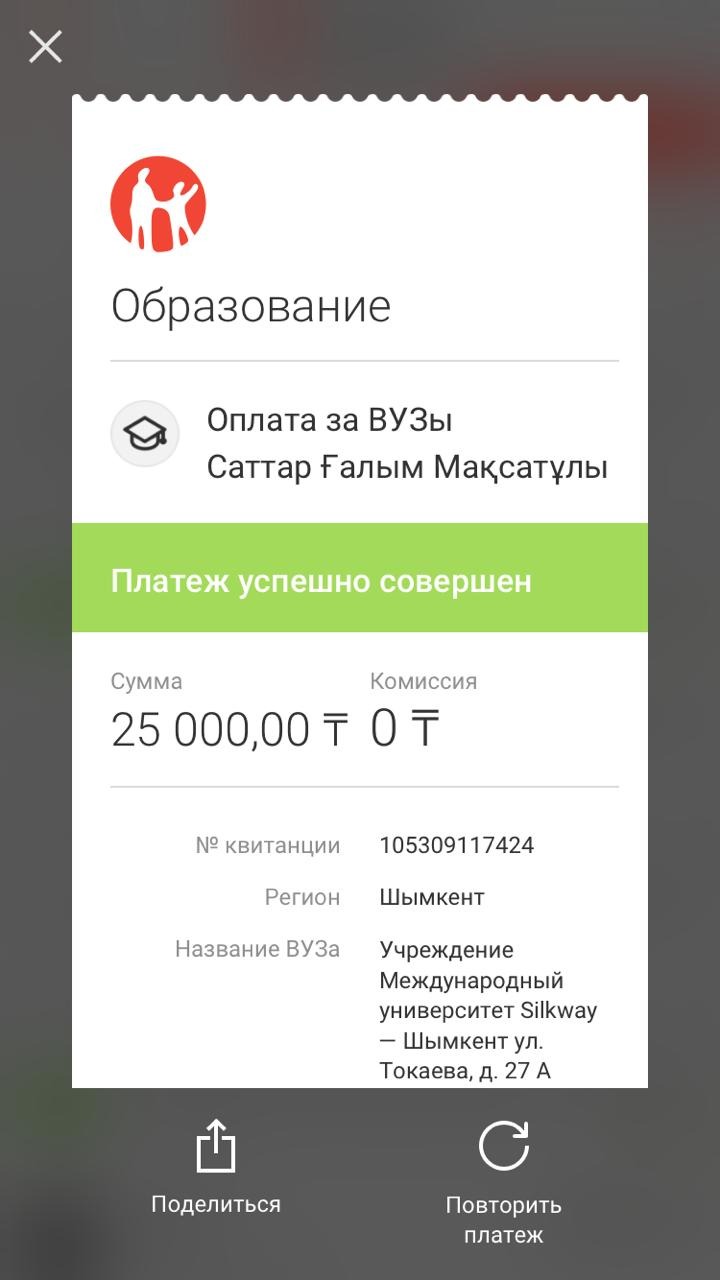 Образование
Оплата за ВУЗы
Саттар Ғалым Мақсатұлы
Платеж успешно совершен
Сумма Комиссия
25 000,00 ₸ 0 ₸
№ квитанции 105309117424
Регион Шымкент
Название ВУЗа Учреждение
Международный
университет Silkway
— Шымкент ул.
Токаева, д. 27 А
Поделиться Повторить
платеж